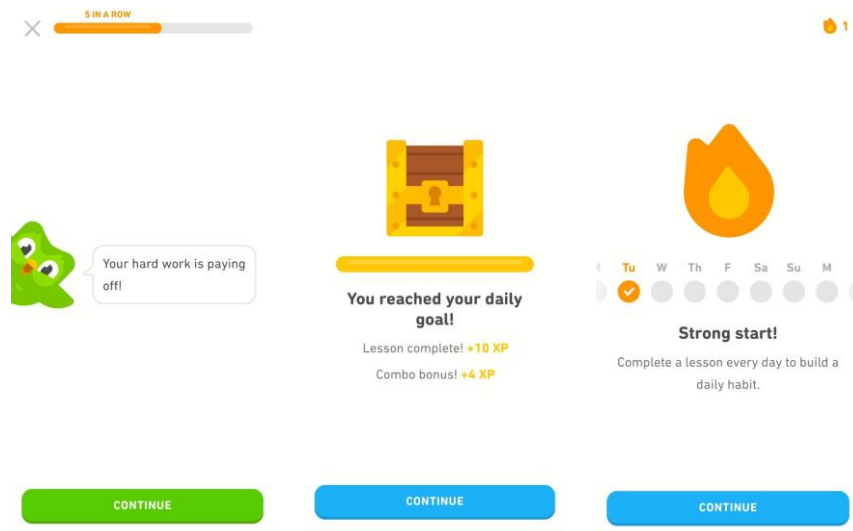 5 IN A ROW
Your hard work is paying
off!
CONTINUE
You reached your daily
goal!
Lesson complete! +10 XP
Combo bonus! +4 XP
CONTINUE
1
Tu W Th F Sa Su M
Strong start!
Complete a lesson every day to build a
daily habit.
CONTINUE